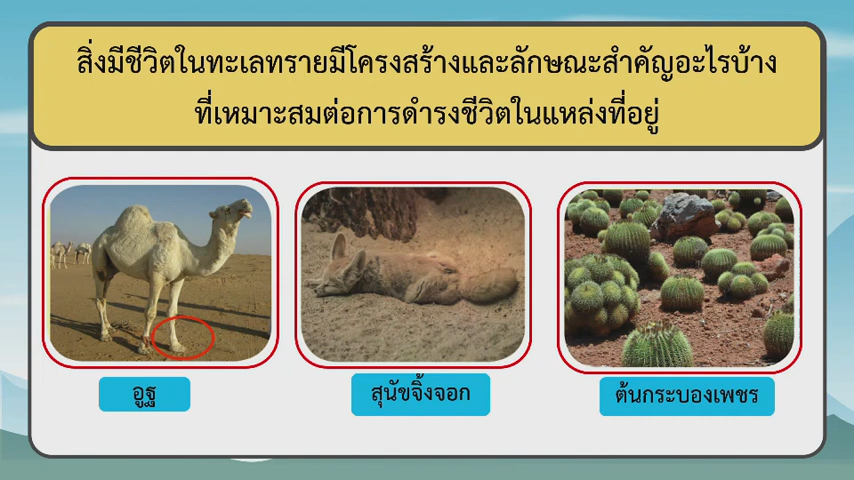 สิ่งมีชีวิตในทะเลทรายมีโครงสร้างและลักษณะสำคัญอะไรบ้าง
ที่เหมาะสมต่อการดำรงชีวิตในแหล่งที่อยู่
อูฐ
สุนัขจิ้งจอก
ต้นกระบองเพชร